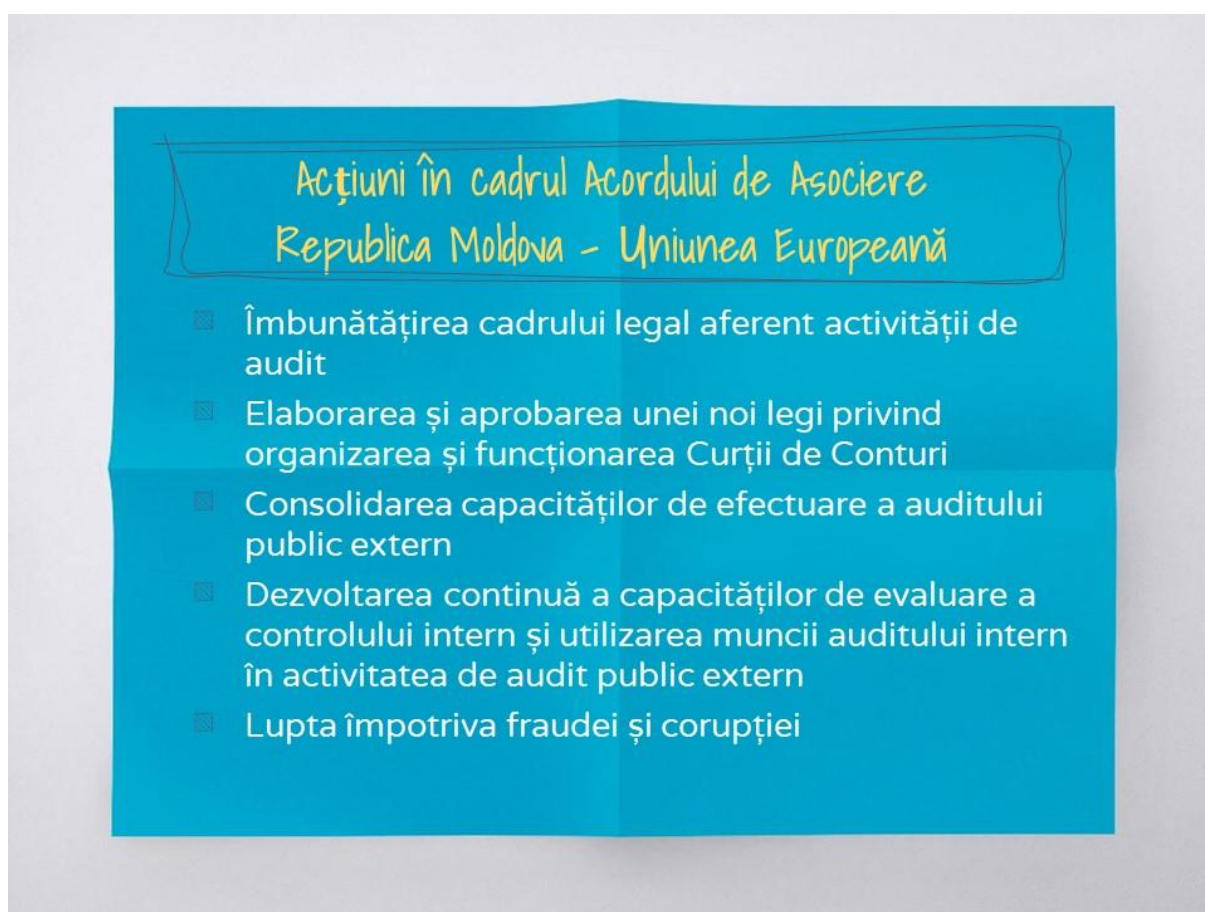 Acțiuni în cadrul Acordului de Asociere
Republica Moldova - Uniunea Europeană
Îmbunătățirea cadrului legal aferent activității de
audit
Elaborarea și aprobarea unei noi legi privind
organizarea și funcționarea Curții de Conturi
Consolidarea capacităților de efectuare a auditului
public extern
Dezvoltarea continuă a capacităților de evaluare a
controlului intern și utilizarea muncii auditului intern
în activitatea de audit public extern
Lupta împotriva fraudei și corupției